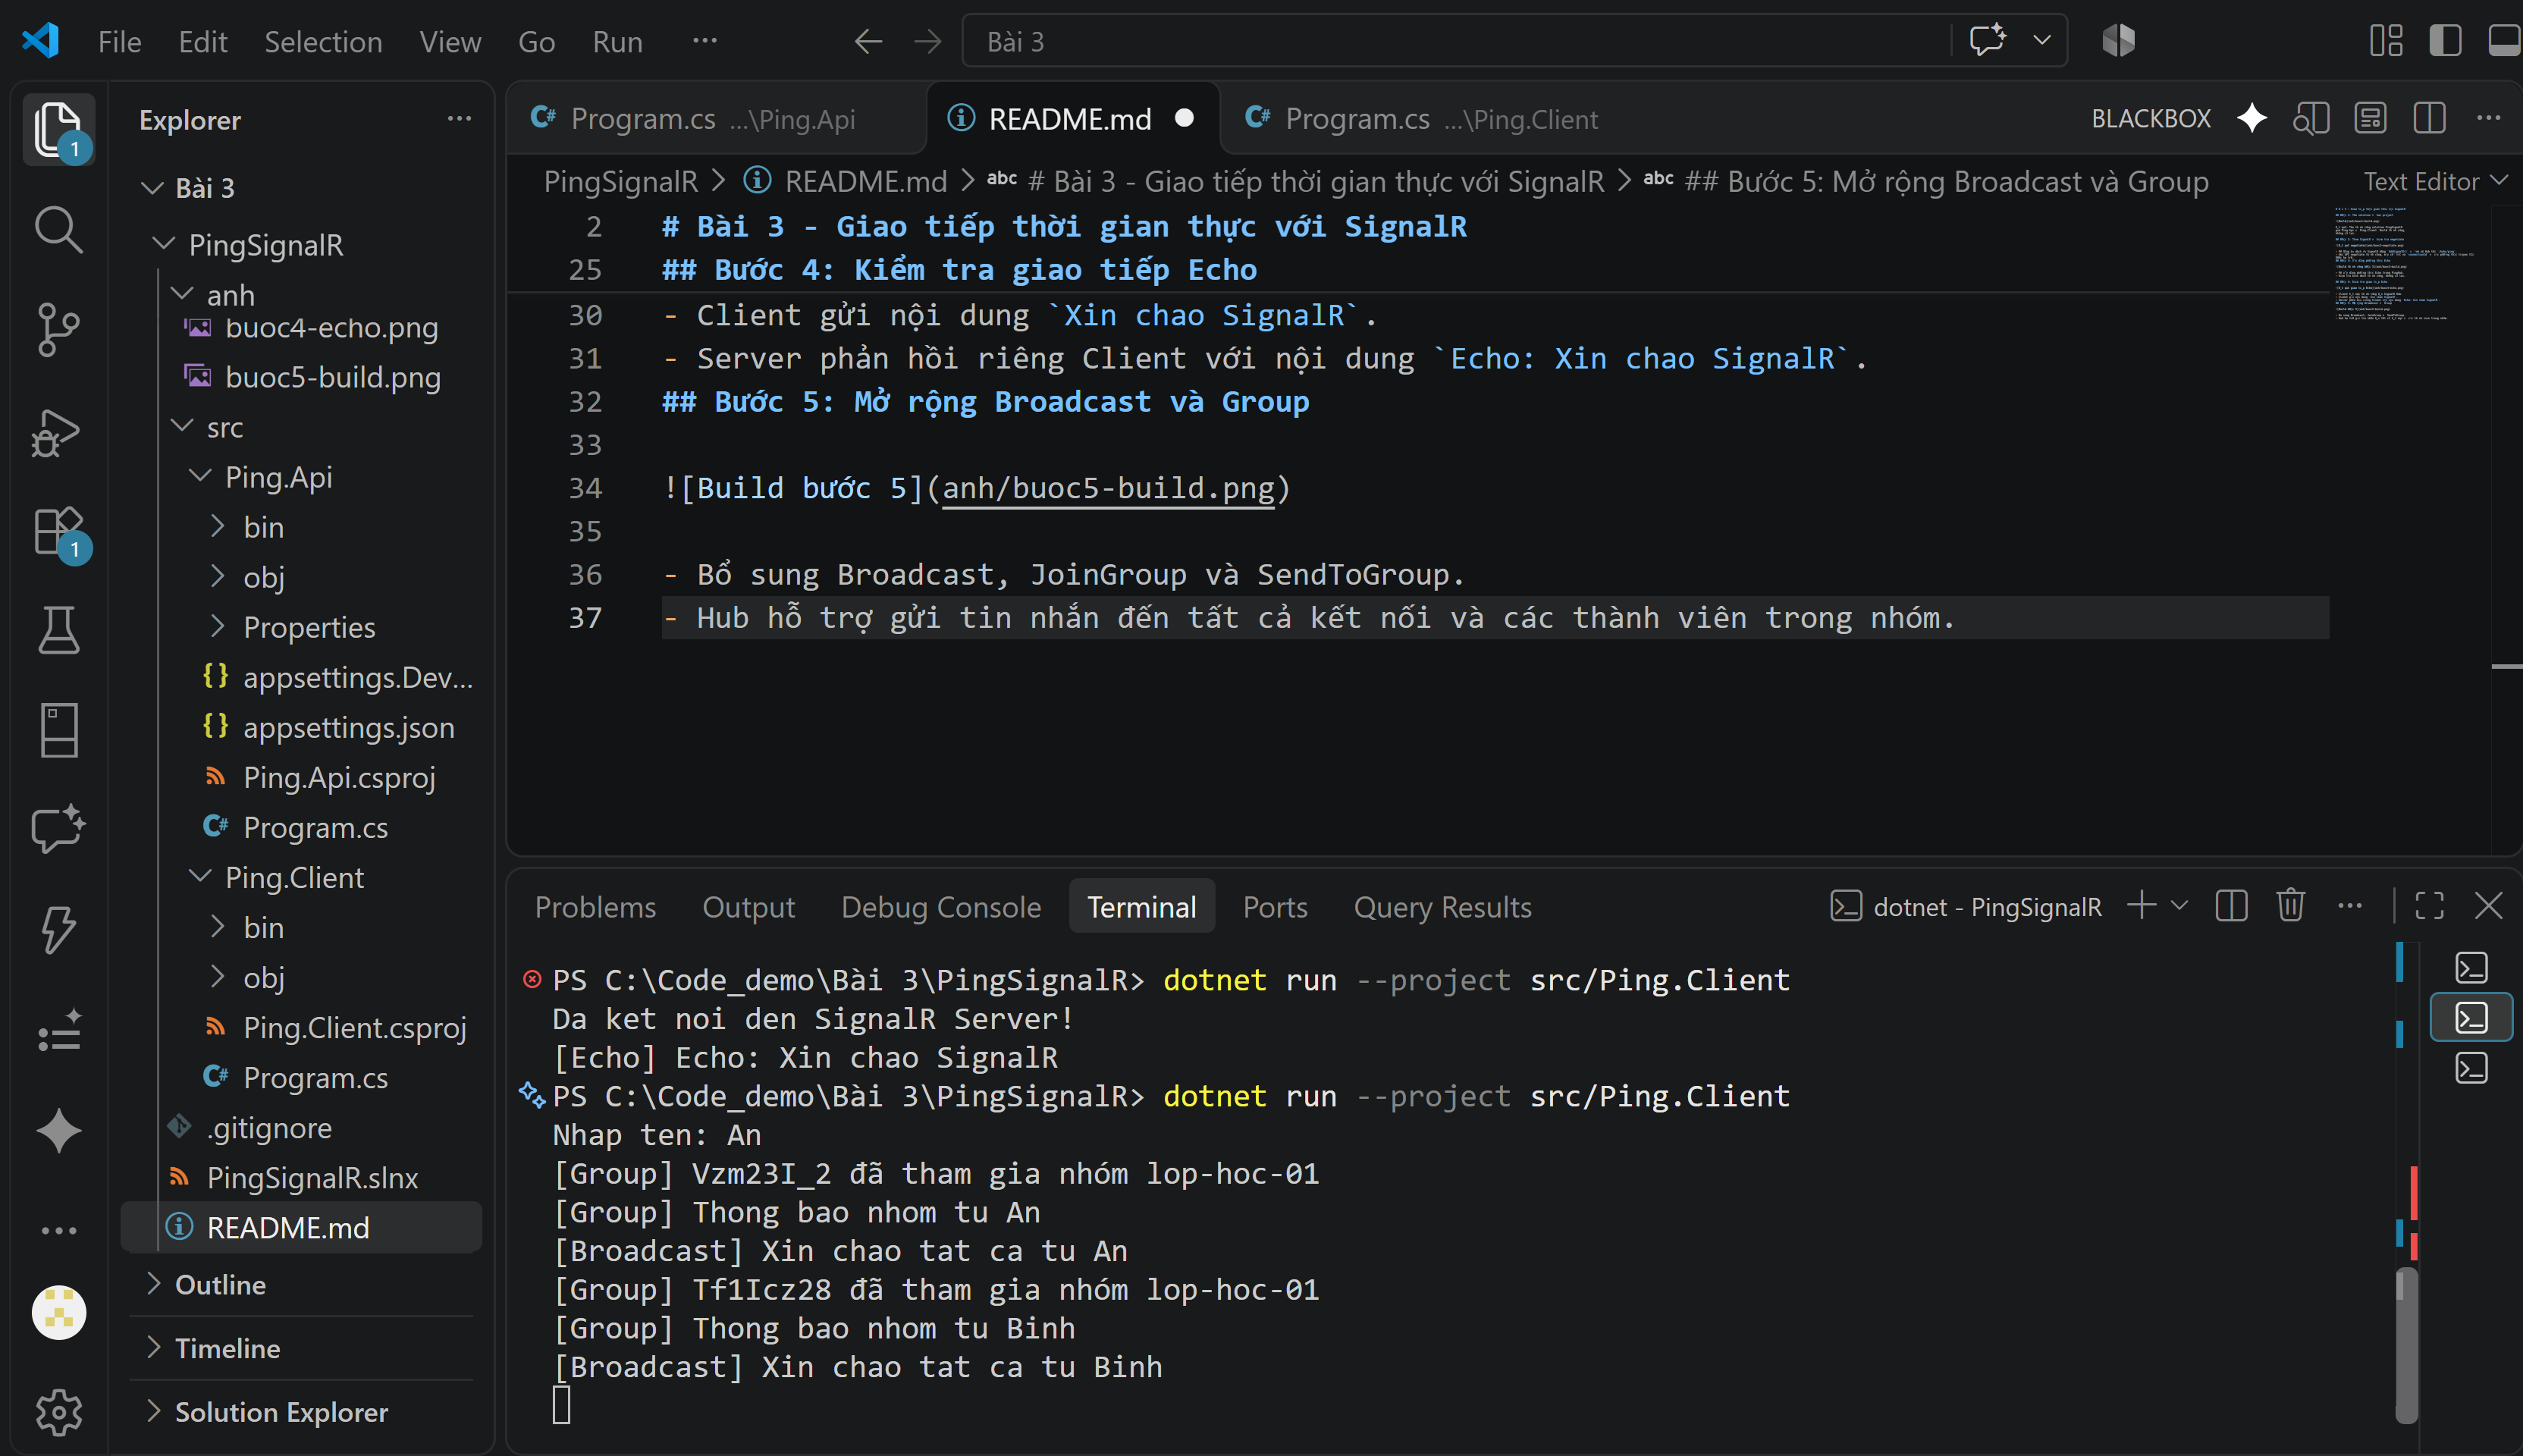 File Edit Selection View Go Run ...
Bài 3
Explorer
Bài 3
PingSignalR
anh
buoc4-echo.png
buoc5-build.png
src
Ping.Api
bin
obj
Properties
appsettings.Dev...
appsettings.json
Ping.Api.csproj
Program.cs
Ping.Client
bin
obj
Ping.Client.csproj
Program.cs
.gitignore
PingSignalR.slnx
README.md
Outline
Timeline
Solution Explorer
1
1
Program.cs ...\Ping.Api
README.md
Program.cs ...\Ping.Client
BLACKBOX
PingSignalR > README.md > abc # Bài 3 - Giao tiếp thời gian thực với SignalR > abc ## Bước 5: Mở rộng Broadcast và Group
Text Editor
2 # Bài 3 - Giao tiếp thời gian thực với SignalR
25 ## Bước 4: Kiểm tra giao tiếp Echo
30 - Client gửi nội dung `Xin chao SignalR`.
31 - Server phản hồi riêng Client với nội dung `Echo: Xin chao SignalR`.
32 ## Bước 5: Mở rộng Broadcast và Group
33
34 ![Build bước 5](anh/buoc5-build.png)
35
36 - Bổ sung Broadcast, JoinGroup và SendToGroup.
37 - Hub hỗ trợ gửi tin nhắn đến tất cả kết nối và các thành viên trong nhóm.
Problems Output Debug Console Terminal Ports Query Results
dotnet - PingSignalR
PS C:\Code_demo\Bài 3\PingSignalR> dotnet run --project src/Ping.Client
Da ket noi den SignalR Server!
[Echo] Echo: Xin chao SignalR
PS C:\Code_demo\Bài 3\PingSignalR> dotnet run --project src/Ping.Client
Nhap ten: An
[Group] Vzm23I_2 đã tham gia nhóm lop-hoc-01
[Group] Thong bao nhom tu An
[Broadcast] Xin chao tat ca tu An
[Group] Tf1Icz28 đã tham gia nhóm lop-hoc-01
[Group] Thong bao nhom tu Binh
[Broadcast] Xin chao tat ca tu Binh